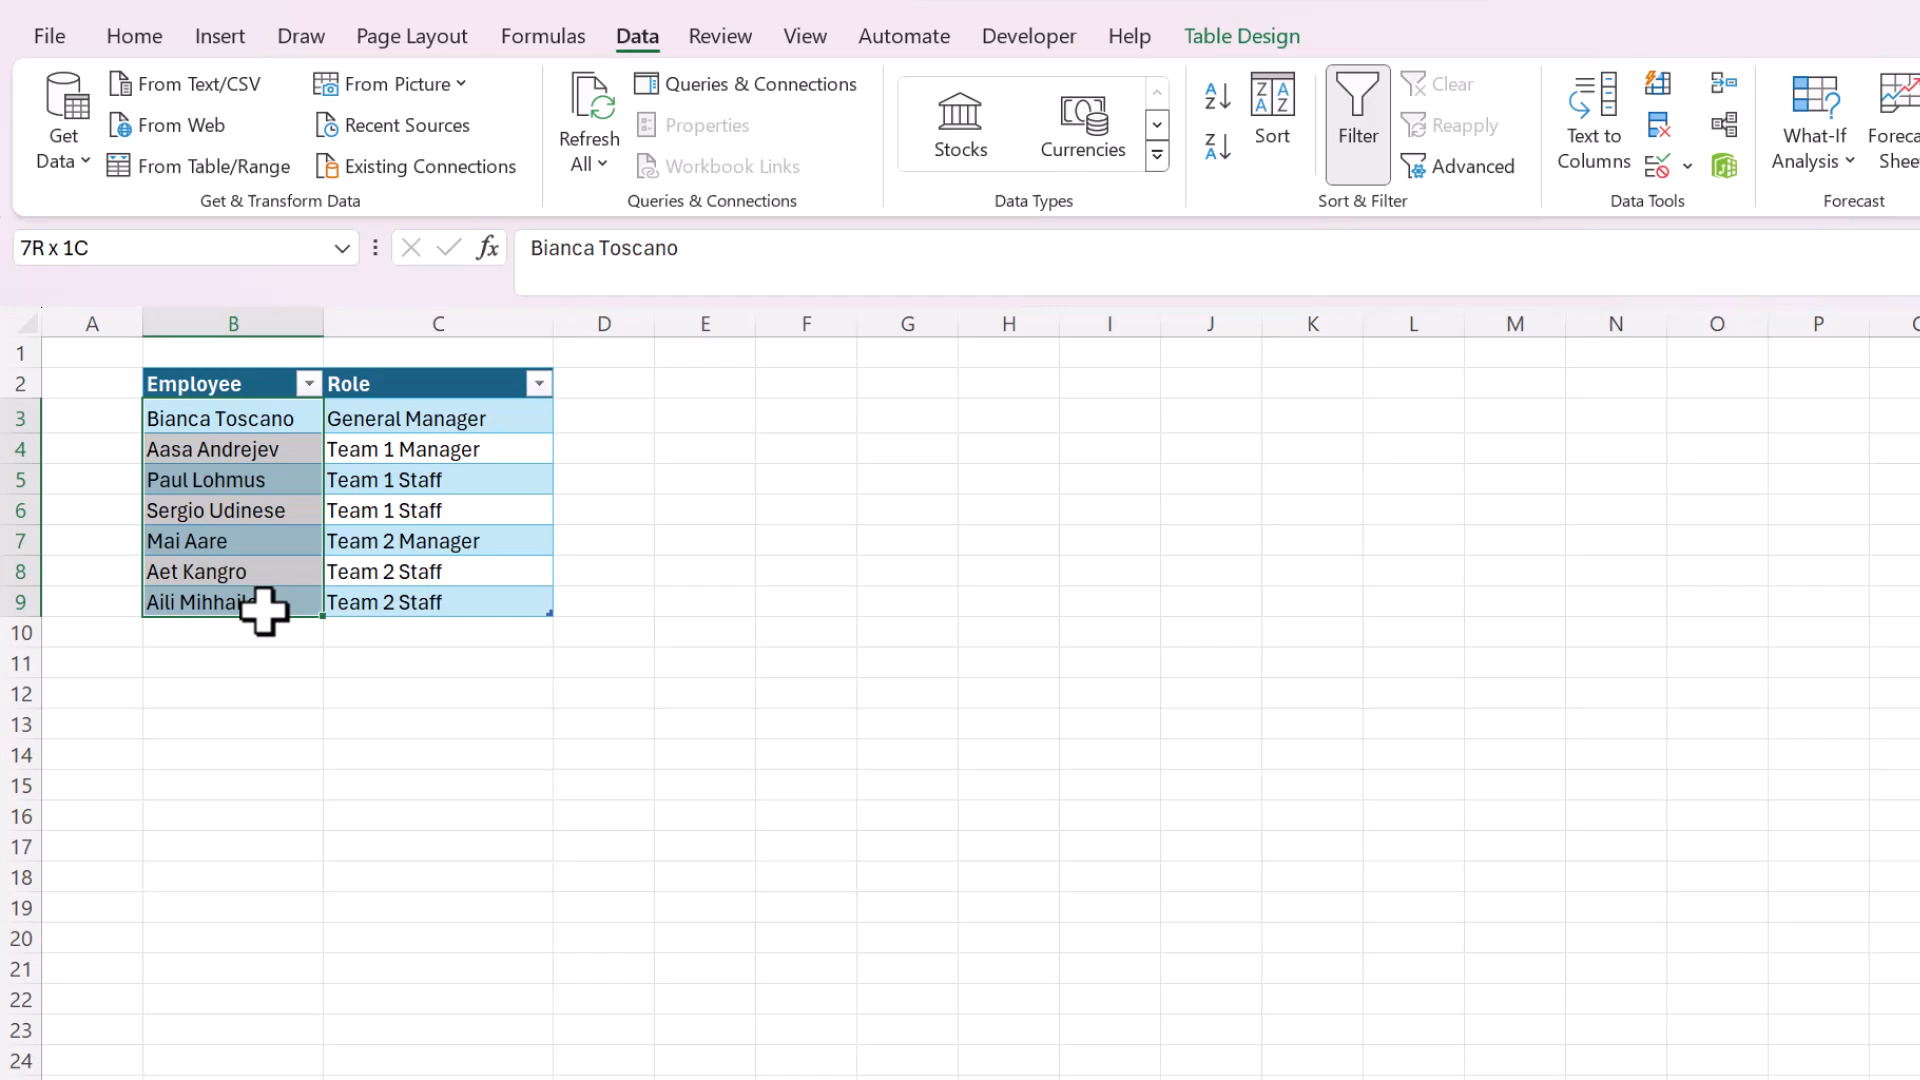 File Home Insert Draw Page Layout Formulas Data Review View Automate Developer Help Table Design
Get Data
From Text/CSV
From Web
From Table/Range
From Picture
Recent Sources
Existing Connections
Get & Transform Data
Refresh All
Queries & Connections
Properties
Workbook Links
Queries & Connections
Stocks
Currencies
Data Types
Sort
Filter
Clear
Reapply
Advanced
Sort & Filter
Text to Columns
Data Tools
What-If Analysis
Forecast
7R x 1C
fx
Bianca Toscano
A B C D E F G H I J K L M N O P
1
2 Employee Role
3 Bianca Toscano General Manager
4 Aasa Andrejev Team 1 Manager
5 Paul Lohmus Team 1 Staff
6 Sergio Udinese Team 1 Staff
7 Mai Aare Team 2 Manager
8 Aet Kangro Team 2 Staff
9 Aili Team 2 Staff
10
11
12
13
14
15
16
17
18
19
20
21
22
23
24